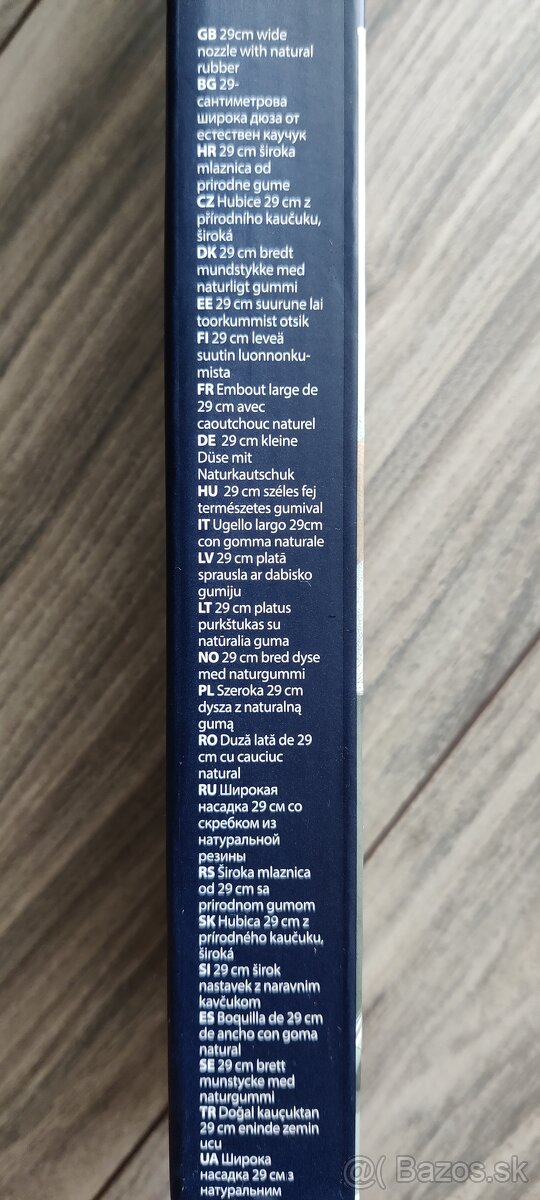 GB 29cm wide
nozzle with natural
rubber
BG 29-
сантиметрова
широка дюза от
естествен каучук
HR 29 cm široka
mlaznica od
prirodne gume
CZ Hubice 29 cm z
přírodního kaučuku,
široká
DK 29 cm bredt
mundstykke med
naturligt gummi
EE 29 cm suurune lai
toorkummist otsik
FI 29 cm leveä
suutin luonnonku-
mista
FR Embout large de
29 cm avec
caoutchouc naturel
DE 29 cm kleine
Düse mit
Naturkautschuk
HU 29 cm széles fej
természetes gumival
IT Ugello largo 29cm
con gomma naturale
LV 29 cm platā
sprausla ar dabisko
gumiju
LT 29 cm platus
purkštukas su
natūralia guma
NO 29 cm bred dyse
med naturgummi
PL Szeroka 29 cm
dysza z naturalną
gumą
RO Duză lată de 29
cm cu cauciuc
natural
RU Широкая
насадка 29 см со
скребком из
натуральной
резины
RS Široka mlaznica
od 29 cm sa
prirodnom gumom
SK Hubica 29 cm z
prírodného kaučuku,
široká
SI 29 cm širok
nastavek z naravnim
kavčukom
ES Boquilla de 29 cm
de ancho con goma
natural
SE 29 cm brett
munstycke med
naturgummi
TR Doğal kauçuktan
29 cm eninde zemin
ucu
UA Широка
насадка 29 см з
натуральним
@( Bazos.sk